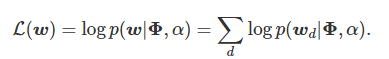 ℒ(𝒘) = log p(𝒘|𝚽, α) = ∑_d log p(𝒘_d|𝚽, α).